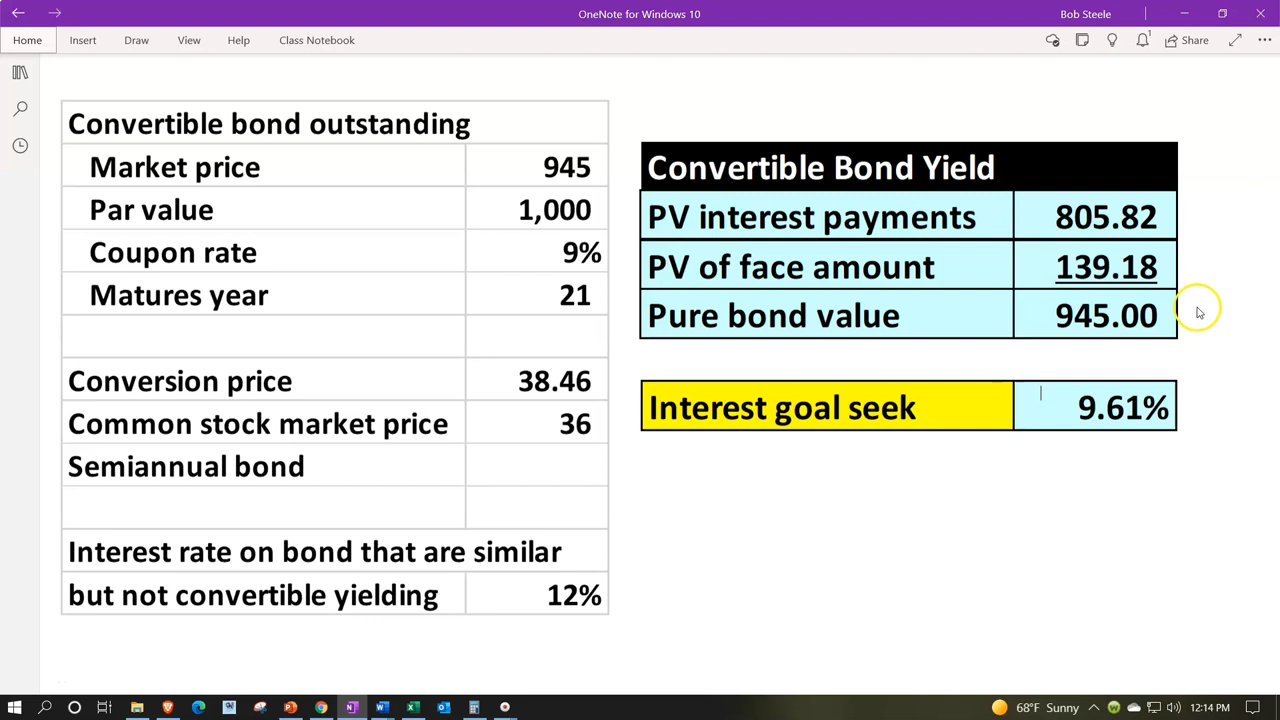 OneNote for Windows 10
Bob Steele
Home Insert Draw View Help Class Notebook
1 Share
Convertible bond outstanding
Market price 945
Par value 1,000
Coupon rate 9%
Matures year 21
Conversion price 38.46
Common stock market price 36
Semiannual bond
Interest rate on bond that are similar
but not convertible yielding 12%
Convertible Bond Yield
PV interest payments 805.82
PV of face amount 139.18
Pure bond value 945.00
Interest goal seek 9.61%
68°F Sunny 12:14 PM